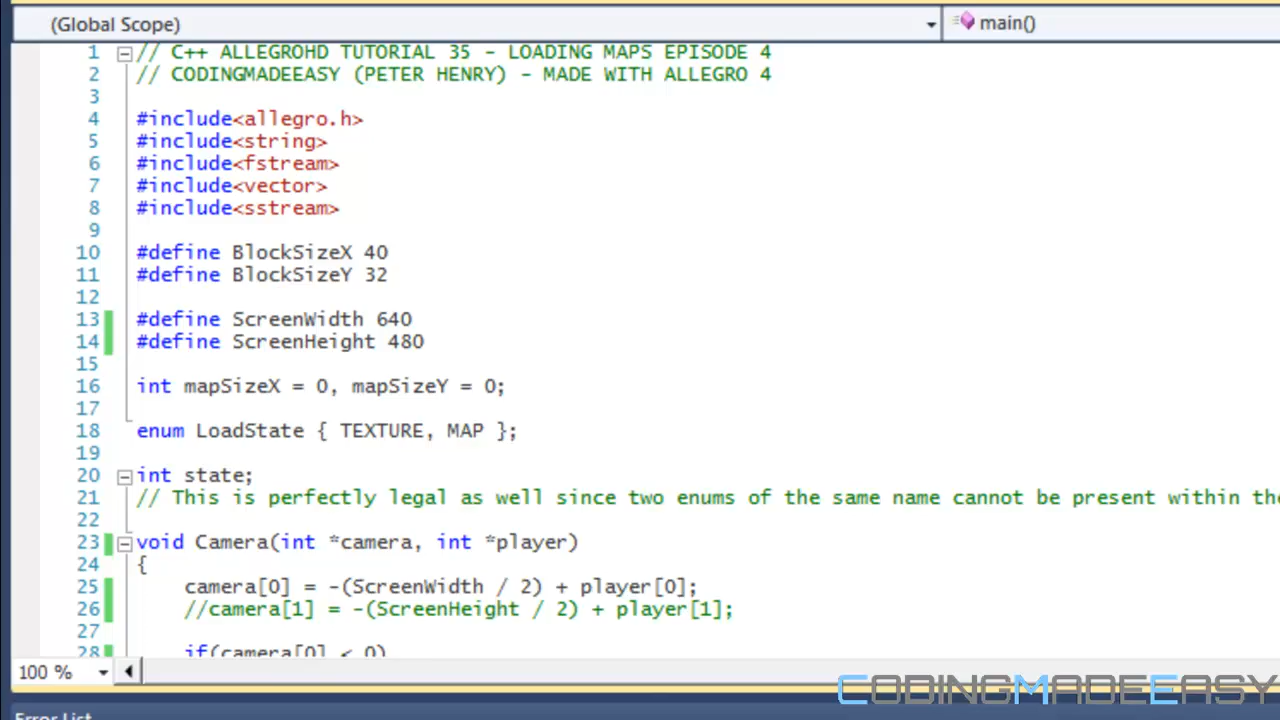 (Global Scope)
main()
1 // C++ ALLEGROHD TUTORIAL 35 - LOADING MAPS EPISODE 4
2 // CODINGMADEEASY (PETER HENRY) - MADE WITH ALLEGRO 4
3
4 #include<allegro.h>
5 #include<string>
6 #include<fstream>
7 #include<vector>
8 #include<sstream>
9
10 #define BlockSizeX 40
11 #define BlockSizeY 32
12
13 #define ScreenWidth 640
14 #define ScreenHeight 480
15
16 int mapSizeX = 0, mapSizeY = 0;
17
18 enum LoadState { TEXTURE, MAP };
19
20 int state;
21 // This is perfectly legal as well since two enums of the same name cannot be present within the
22
23 void Camera(int *camera, int *player)
24 {
25 camera[0] = -(ScreenWidth / 2) + player[0];
26 //camera[1] = -(ScreenHeight / 2) + player[1];
27
28 if(camera[0] < 0)
100 %
CODINGMADEEASY
Error List